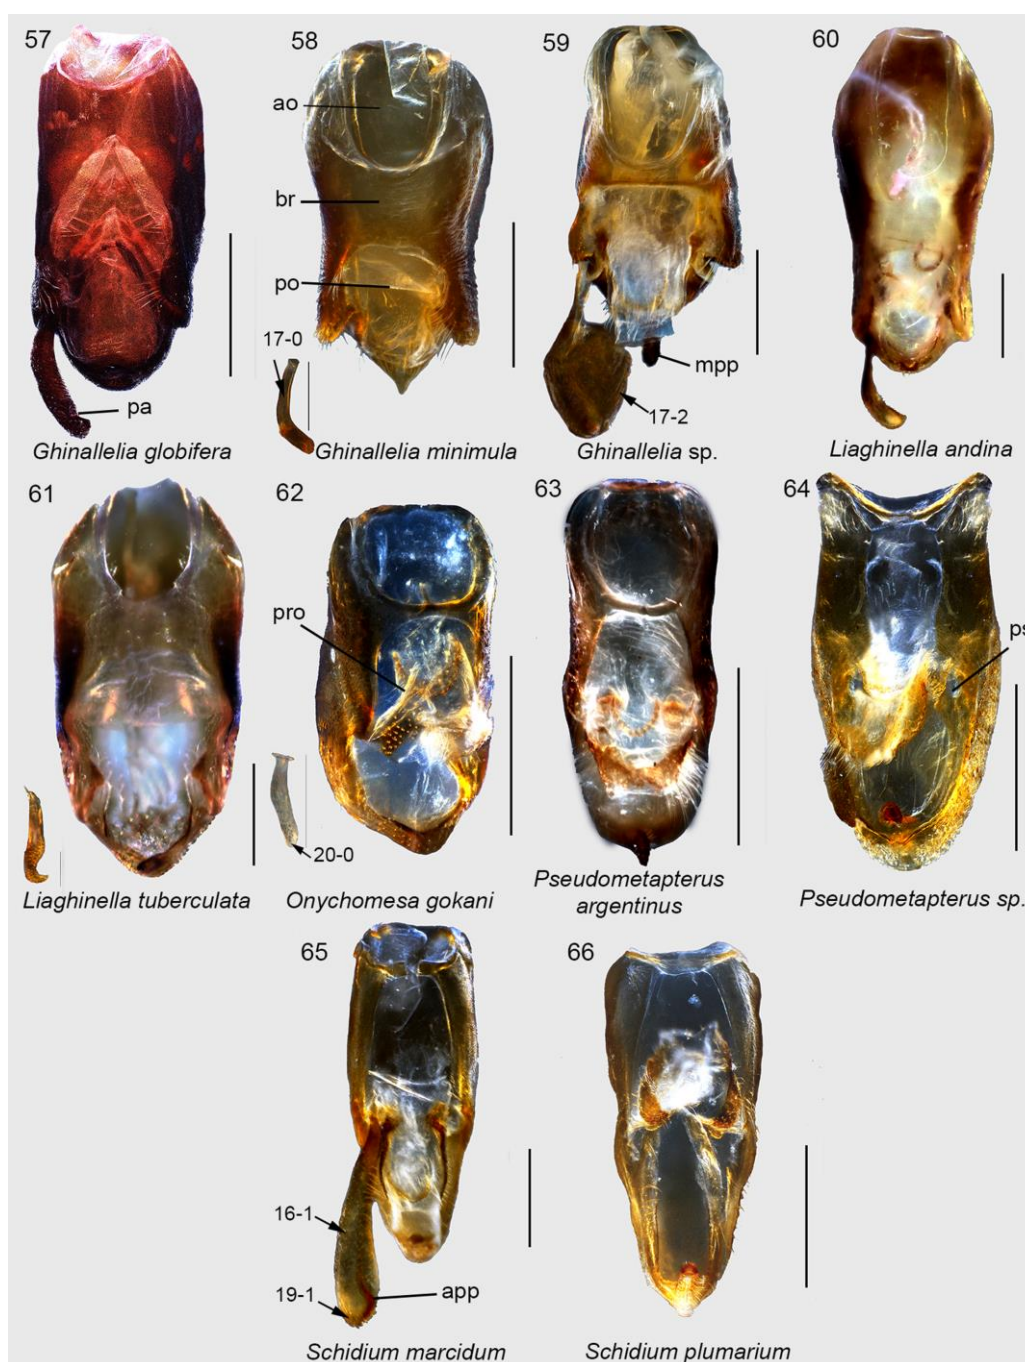 57
58
59
60
ao
br
po
17-0
pa
mpp
17-2
Ghinallelia globifera
Ghinallelia minimula
Ghinallelia sp.
Liaghinella andina
61
62
63
64
pro
ps
20-0
Liaghinella tuberculata
Onychomesa gokani
Pseudometapterus
argentinus
Pseudometapterus sp.
65
66
16-1
19-1
app
Schidium marcidum
Schidium plumarium